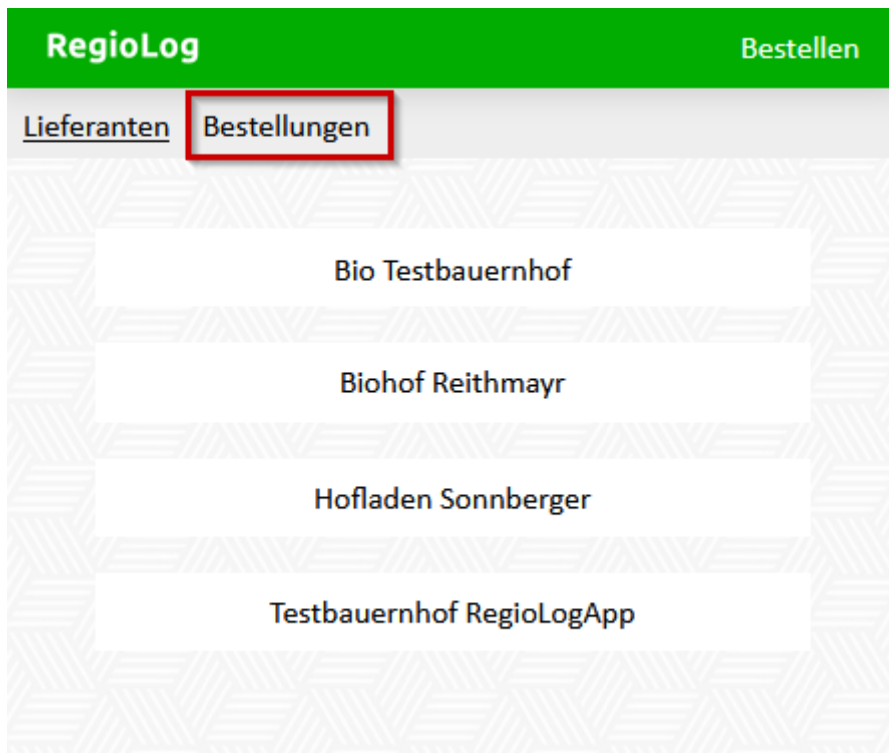 RegioLog Bestellen
Lieferanten Bestellungen
Bio Testbauernhof
Biohof Reithmayr
Hofladen Sonnberger
Testbauernhof RegioLogApp